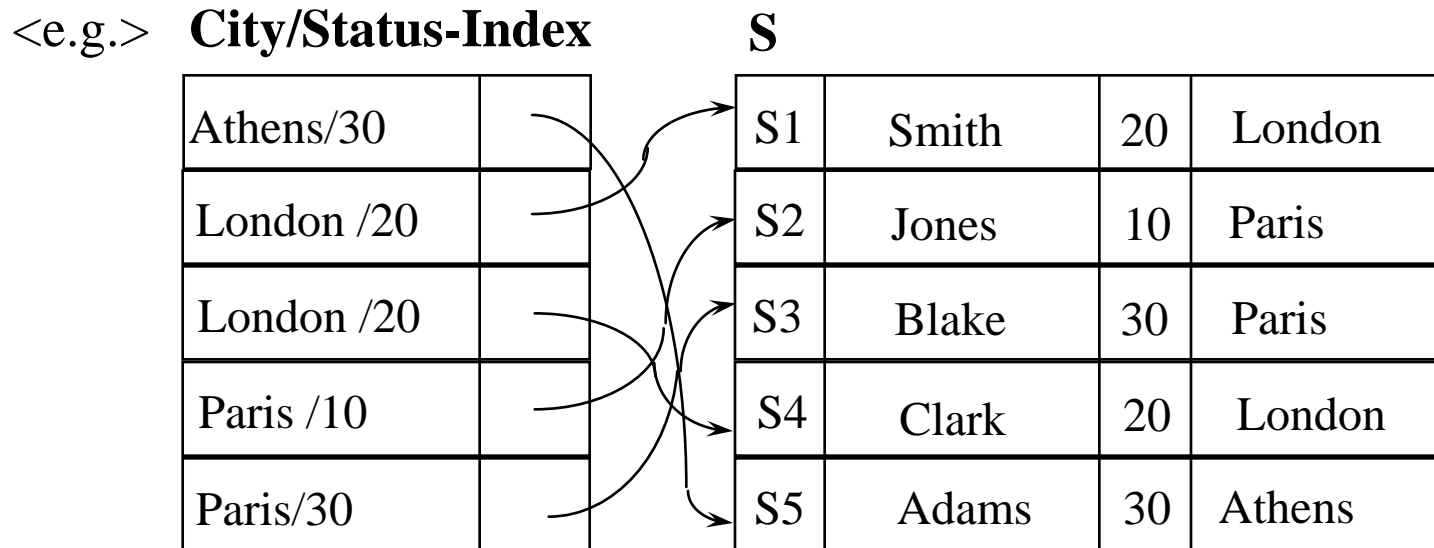 <e.g.> City/Status-Index S
Athens/30 S1 Smith 20 London
London /20 S2 Jones 10 Paris
London /20 S3 Blake 30 Paris
Paris /10 S4 Clark 20 London
Paris/30 S5 Adams 30 Athens